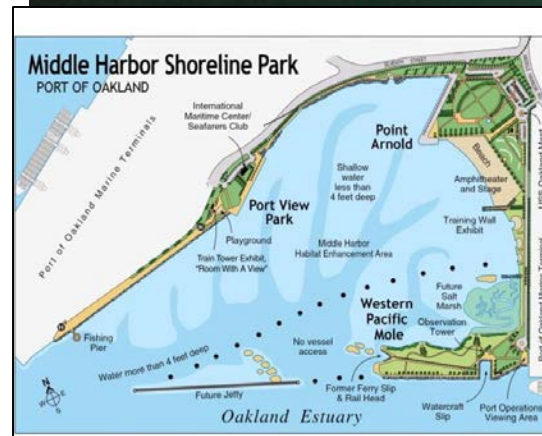 Middle Harbor Shoreline Park
PORT OF OAKLAND
SEVENTH STREET
International
Maritime Center/
Seafarers Club
Point
Arnold
Port of Oakland Marine Terminals
Shallow
water
less than
4 feet deep
Beach
Amphitheater
and Stage
Port View
Park
Training Wall
Exhibit
Playground
Train Tower Exhibit,
"Room With A View"
Middle Harbor
Habitat Enhancement Area
Future
Salt
Marsh
Western
Pacific
Mole
Observation
Tower
Fishing
Pier
Water more than 4 feet deep
No vessel
access
Future Jetty
Former Ferry Slip
& Rail Head
Watercraft
Slip
Port Operations
Viewing Area
Oakland Estuary
N
E
S
W